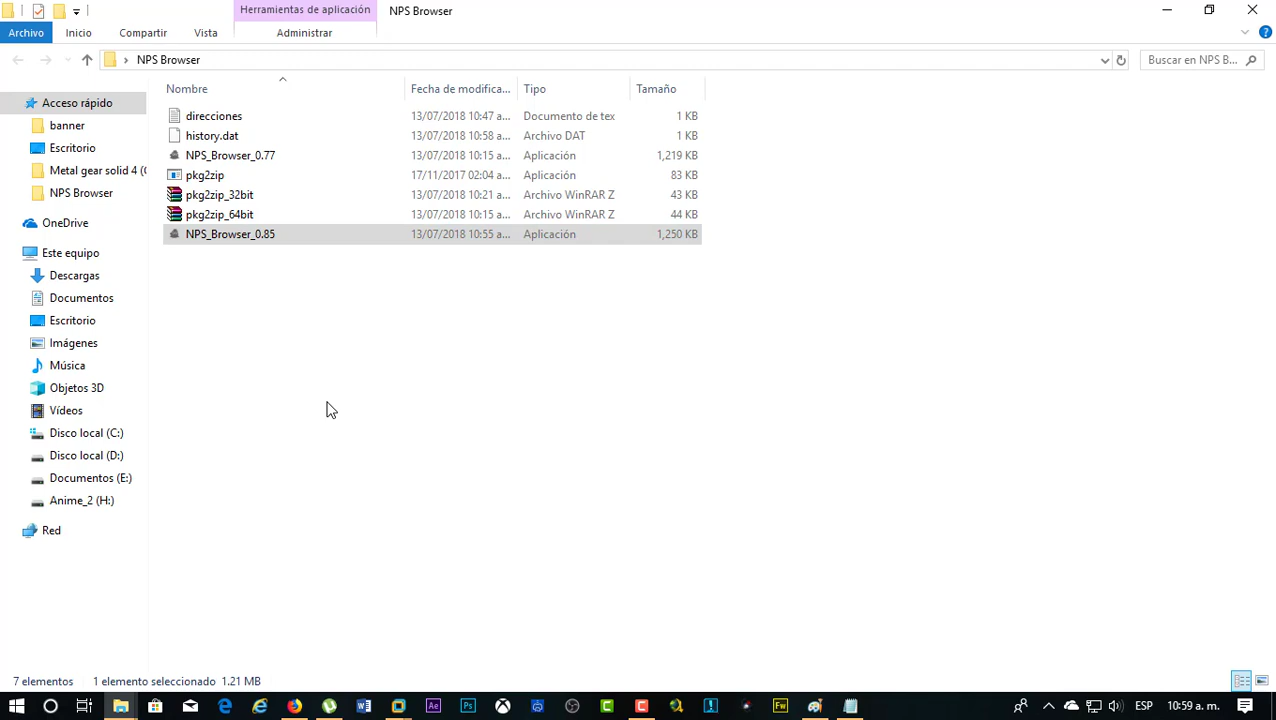 Herramientas de aplicación NPS Browser
Archivo Inicio Compartir Vista Administrar
NPS Browser Buscar en NPS B...
Nombre Fecha de modifica... Tipo Tamaño
Acceso rápido
banner
Escritorio
Metal gear solid 4 (
NPS Browser
OneDrive
Este equipo
Descargas
Documentos
Escritorio
Imágenes
Música
Objetos 3D
Vídeos
Disco local (C:)
Disco local (D:)
Documentos (E:)
Anime_2 (H:)
Red
direcciones 13/07/2018 10:47 a... Documento de tex 1 KB
history.dat 13/07/2018 10:58 a... Archivo DAT 1 KB
NPS_Browser_0.77 13/07/2018 10:15 a... Aplicación 1,219 KB
pkg2zip 17/11/2017 02:04 a... Aplicación 83 KB
pkg2zip_32bit 13/07/2018 10:21 a... Archivo WinRAR Z 43 KB
pkg2zip_64bit 13/07/2018 10:15 a... Archivo WinRAR Z 44 KB
NPS_Browser_0.85 13/07/2018 10:55 a... Aplicación 1,250 KB
7 elementos 1 elemento seleccionado 1.21 MB
Ae Ps Fw ESP 10:59 a. m.